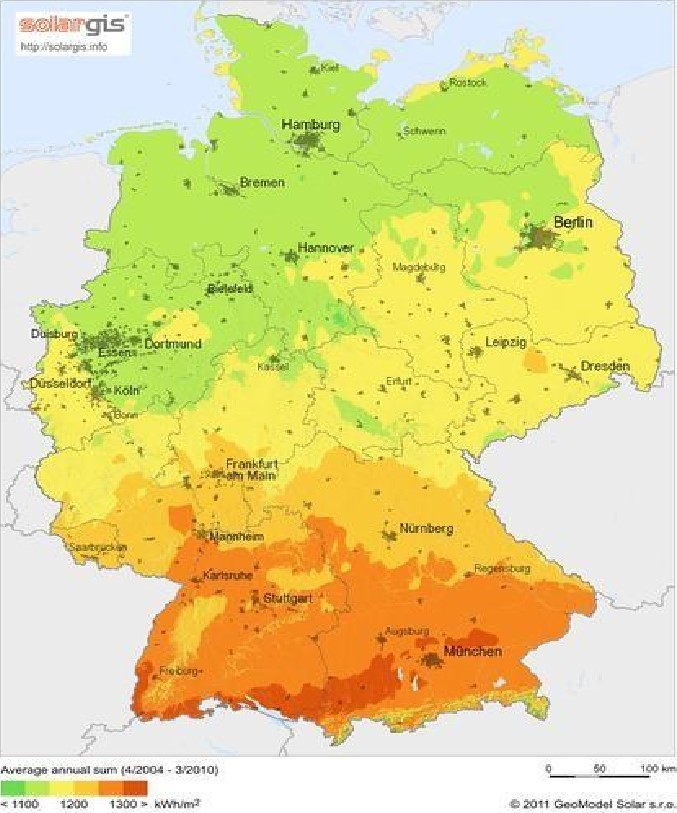 solargis
http://solargis.info
Kiel
Rostock
Hamburg
Schwerin
Bremen
Berlin
Hannover
Magdeburg
Bielefeld
Duisburg
Essen
Dortmund
Leipzig
Kassel
Düsseldorf
Köln
Erfurt
Dresden
Bonn
Frankfurt
am Main
Nürnberg
Mannheim
Saarbrücken
Regensburg
Karlsruhe
Stuttgart
Augsburg
München
Freiburg
Average annual sum (4/2004 - 3/2010)
0 50 100 km
< 1100 1200 1300 > kWh/m²
© 2011 GeoModel Solar s.r.o.